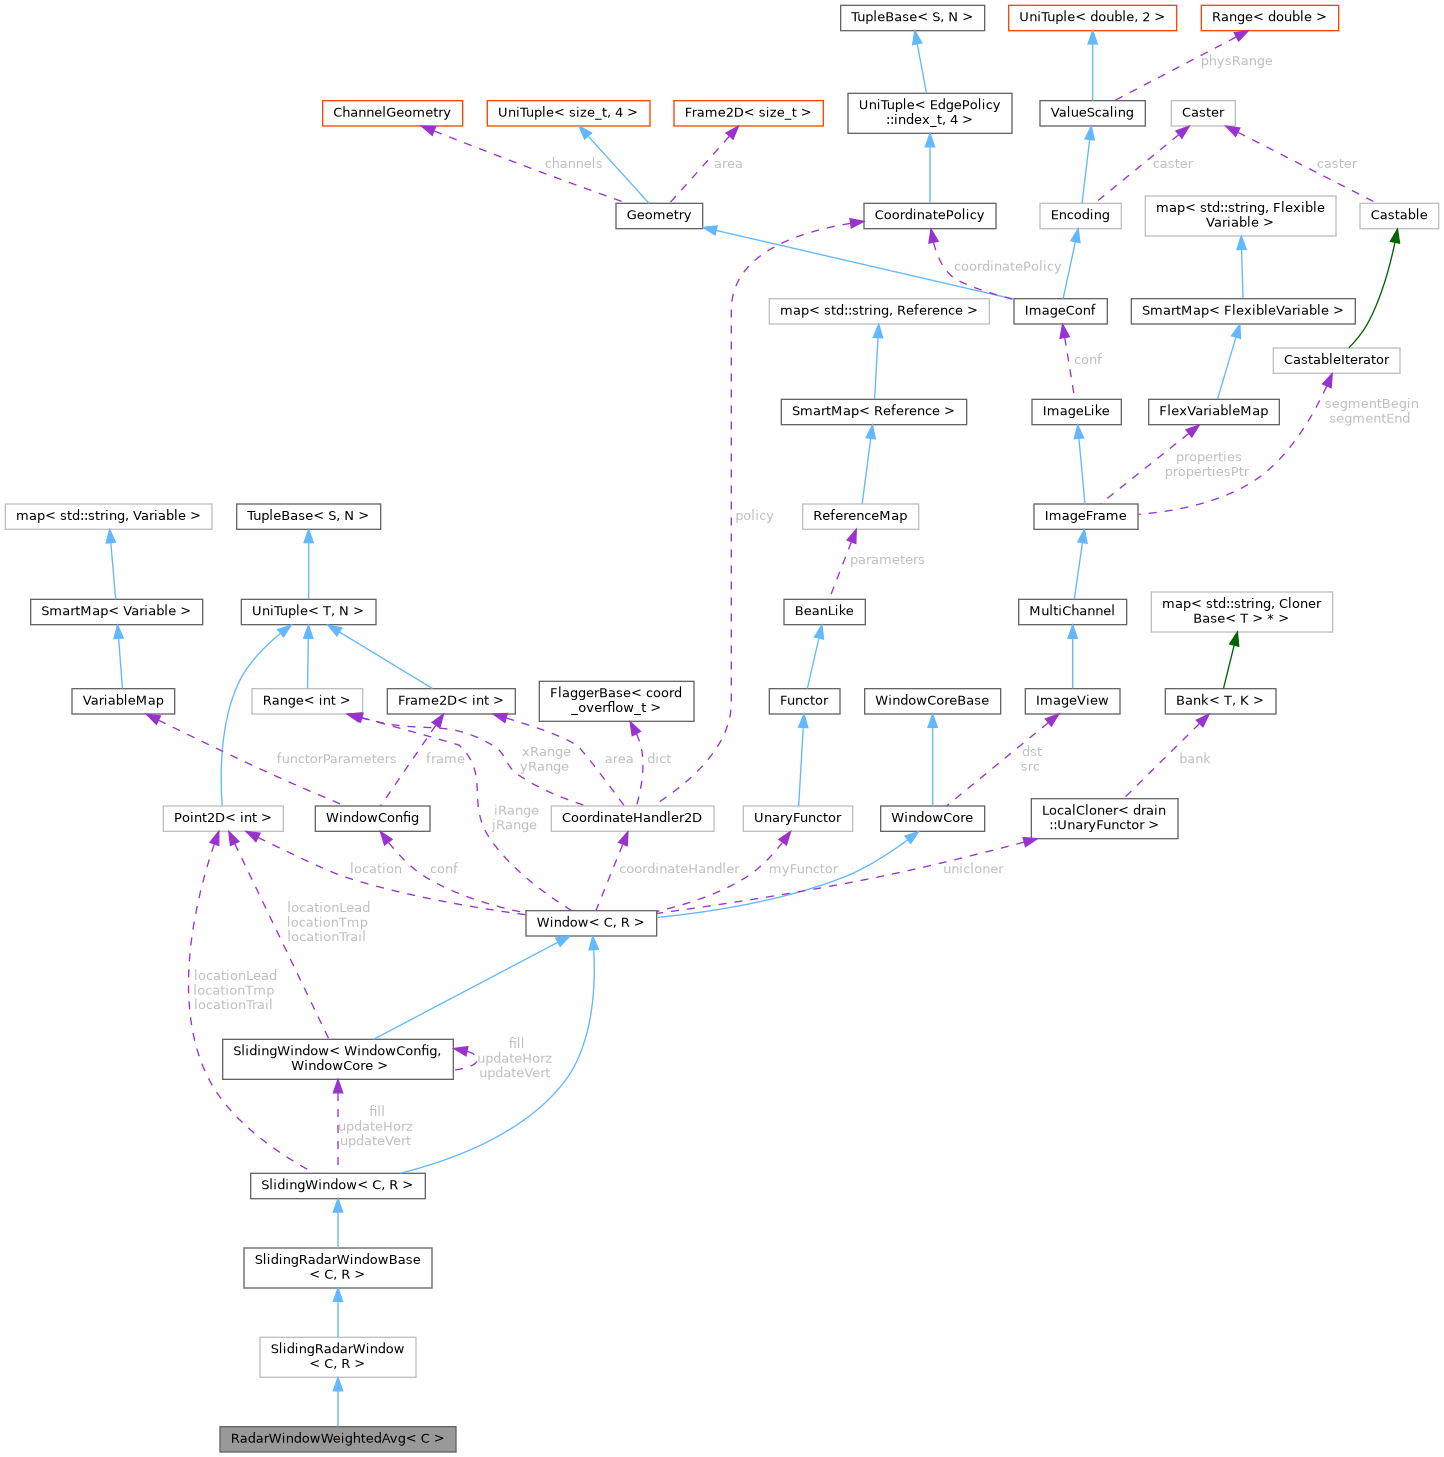 TupleBase< S, N >
UniTuple< double, 2 >
Range< double >
physRange
ChannelGeometry
UniTuple< size_t, 4 >
Frame2D< size_t >
UniTuple< EdgePolicy
::index_t, 4 >
ValueScaling
Caster
channels
area
caster
caster
Geometry
CoordinatePolicy
Encoding
map< std::string, Flexible
Variable >
Castable
coordinatePolicy
map< std::string, Reference >
ImageConf
SmartMap< FlexibleVariable >
conf
CastableIterator
SmartMap< Reference >
ImageLike
FlexVariableMap
segmentBegin
segmentEnd
properties
propertiesPtr
map< std::string, Variable >
TupleBase< S, N >
policy
ReferenceMap
ImageFrame
parameters
SmartMap< Variable >
UniTuple< T, N >
BeanLike
MultiChannel
map< std::string, Cloner
Base< T > * >
VariableMap
Range< int >
Frame2D< int >
FlaggerBase< coord
_overflow_t >
Functor
WindowCoreBase
ImageView
Bank< T, K >
functorParameters
frame
xRange
yRange
area
dict
dst
src
bank
Point2D< int >
WindowConfig
iRange
jRange
CoordinateHandler2D
UnaryFunctor
WindowCore
LocalCloner< drain
::UnaryFunctor >
location
conf
coordinateHandler
myFunctor
unicloner
Window< C, R >
locationLead
locationTmp
locationTrail
locationLead
locationTmp
locationTrail
SlidingWindow< WindowConfig,
WindowCore >
fill
updateHorz
updateVert
fill
updateHorz
updateVert
SlidingWindow< C, R >
SlidingRadarWindowBase
< C, R >
SlidingRadarWindow
< C, R >
RadarWindowWeightedAvg< C >